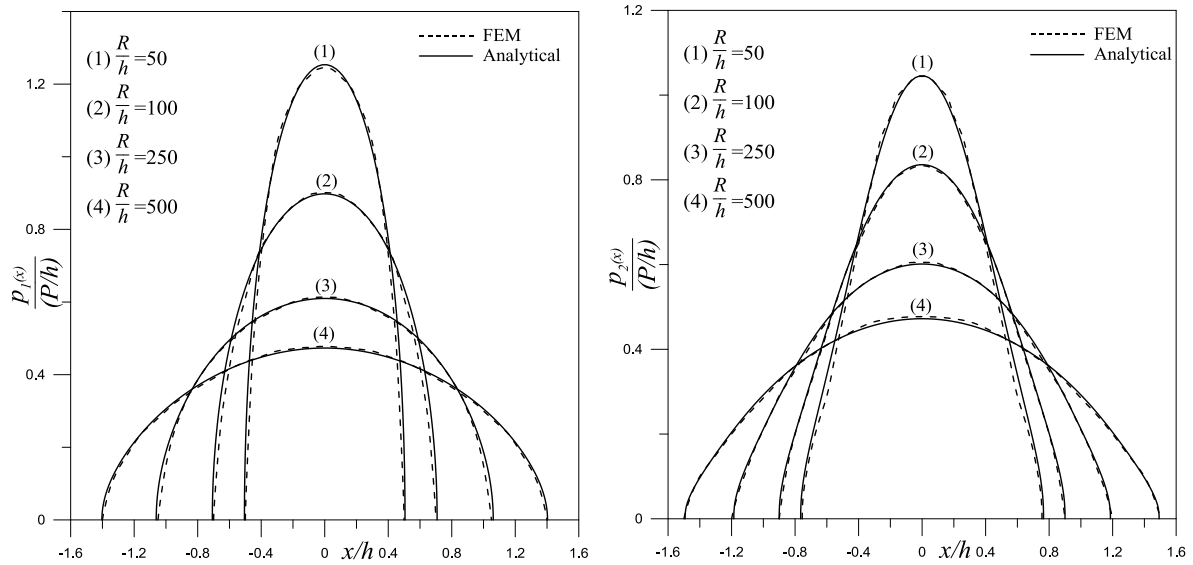 (1) R/h=50
(2) R/h=100
(3) R/h=250
(4) R/h=500
FEM
Analytical
(1)
(2)
(3)
(4)
p1(x)/(P/h)
1.2
0.8
0.4
0
-1.6 -1.2 -0.8 -0.4 0 0.4 0.8 1.2 1.6
x/h
(1) R/h=50
(2) R/h=100
(3) R/h=250
(4) R/h=500
FEM
Analytical
(1)
(2)
(3)
(4)
p2(x)/(P/h)
1.2
0.8
0.4
0
-1.6 -1.2 -0.8 -0.4 0 0.4 0.8 1.2 1.6
x/h